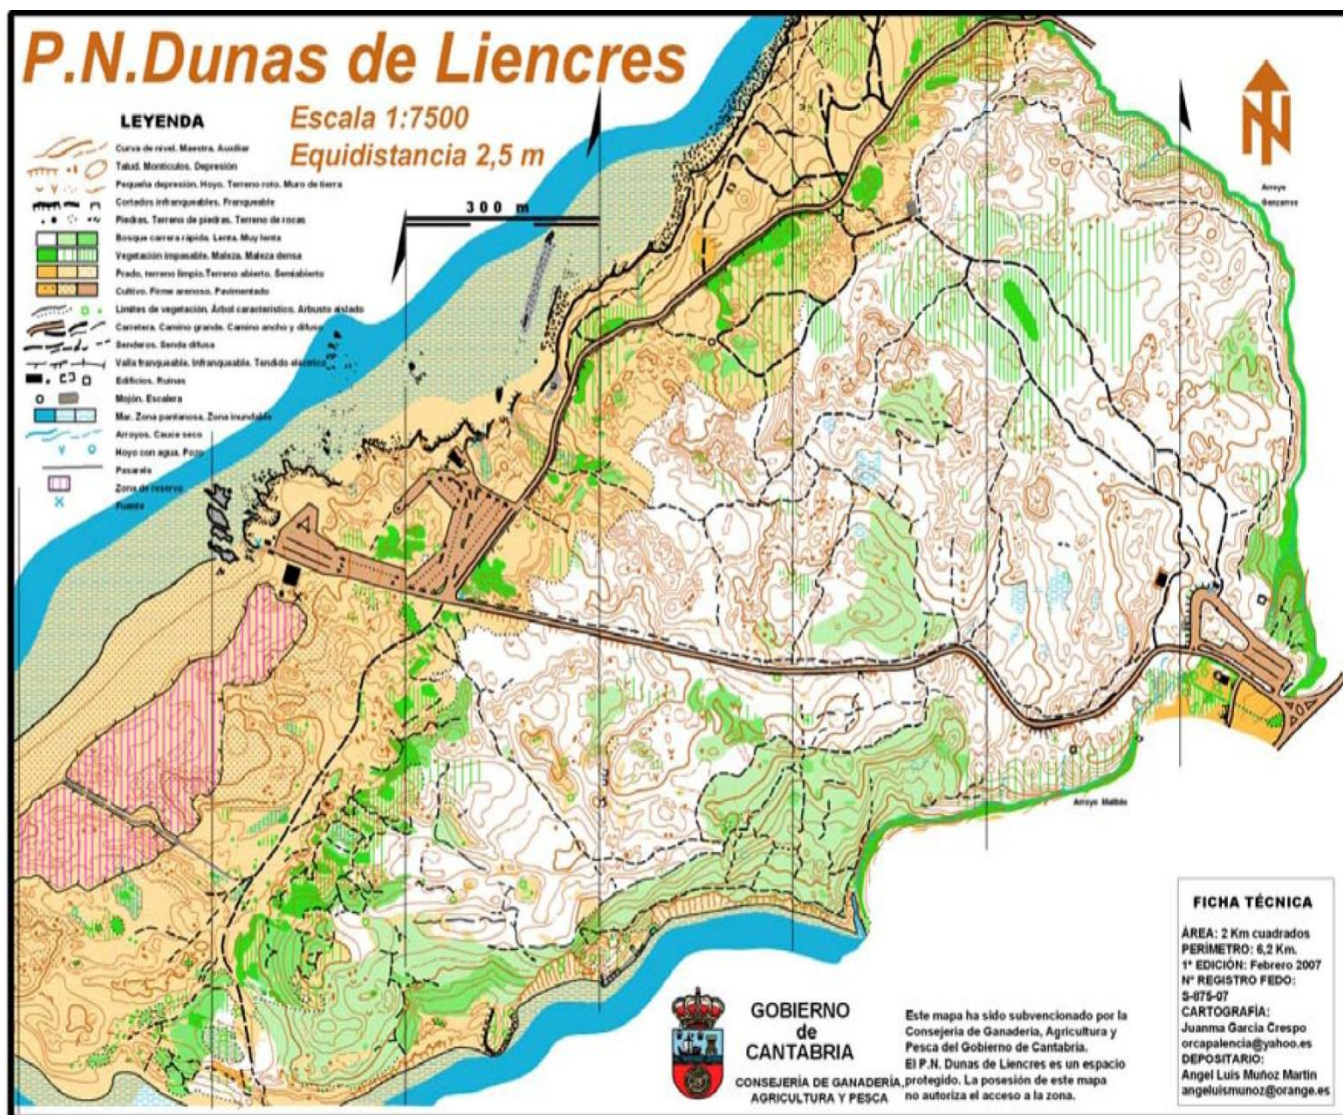 P.N.Dunas de Liencres
Escala 1:7500
Equidistancia 2,5 m
300 m
LEYENDA
Curva de nivel. Maestra. Auxiliar
Talud. Montículos. Depresión
Pequeña depresión. Hoyo. Terreno roto. Muro de tierra
Cortados infranqueables. Franqueable
Piedras. Terreno de piedras. Terreno de rocas
Bosque carrera rápida. Lenta. Muy lenta
Vegetación impasable. Maleza. Maleza densa
Prado, terreno limpio. Terreno abierto. Semiabierto
Cultivo. Firme arenoso. Pavimentado
Límites de vegetación. Árbol característico. Arbusto aislado
Carretera. Camino grande. Camino ancho y difuso
Senderos. Senda difusa
Valla franqueable. Infranqueable. Tendido eléctrico
Edificios. Ruinas
Mojón. Escalera
Mar. Zona pantanosa. Zona inundable
Arroyos. Cauce seco
Hoyo con agua. Pozo
Pasarela
Zona de reserva
Fuente
N
Arroyo
Arroyo
FICHA TÉCNICA
ÁREA: 2 Km cuadrados
PERÍMETRO: 6,2 Km.
1ª EDICIÓN: Febrero 2007
Nº REGISTRO FEDO:
S-875-07
CARTOGRAFÍA:
Juanma García Crespo
orcapalencia@yahoo.es
DEPOSITARIO:
Angel Luis Muñoz Martin
angeluismunoz@orange.es
GOBIERNO
de
CANTABRIA
CONSEJERÍA DE GANADERÍA,
AGRICULTURA Y PESCA
Este mapa ha sido subvencionado por la
Consejería de Ganadería, Agricultura y
Pesca del Gobierno de Cantabria.
El P.N. Dunas de Liencres es un espacio
protegido. La posesión de este mapa
no autoriza el acceso a la zona.